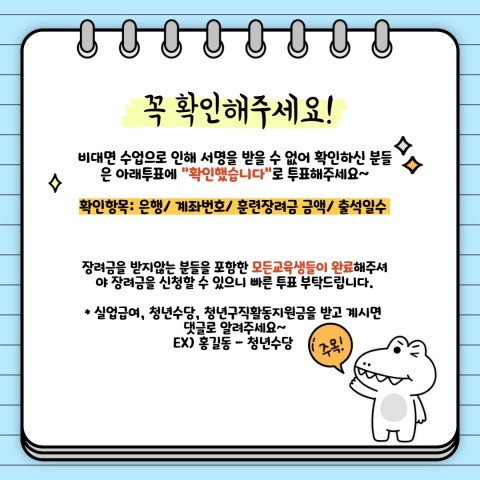 꼭 확인해주세요!
비대면 수업으로 인해 서명을 받을 수 없어 확인하신 분들
은 아래투표에 "확인했습니다"로 투표해주세요~
확인항목: 은행/ 계좌번호/ 훈련장려금 금액/ 출석일수
장려금을 받지않는 분들을 포함한 모든교육생들이 완료해주셔
야 장려금을 신청할 수 있으니 빠른 투표 부탁드립니다.
* 실업급여, 청년수당, 청년구직활동지원금을 받고 계시면
댓글로 알려주세요~
EX) 홍길동 - 청년수당
주목!